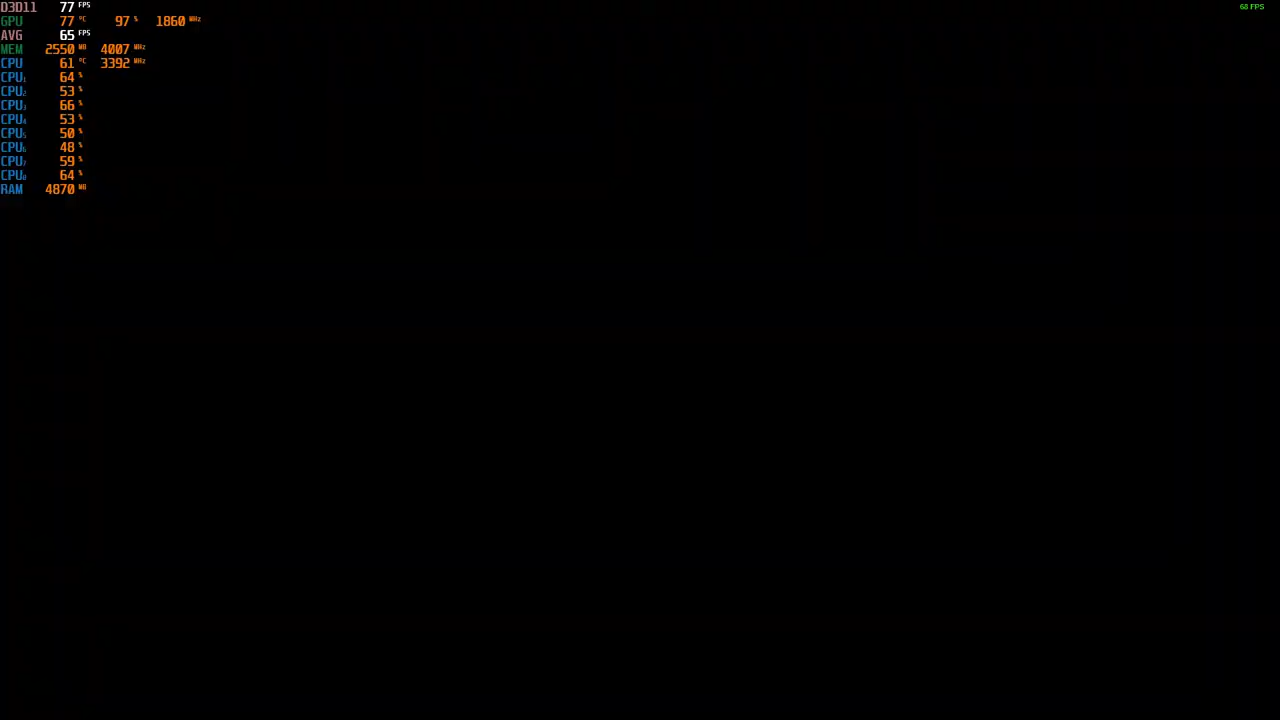 D3D11 77 FPS 68 FPS
GPU 77 °C 97 % 1860 MHz
AVG 65 FPS
MEM 2550 MB 4007 MHz
CPU 61 °C 3392 MHz
CPU1 64 %
CPU2 53 %
CPU3 66 %
CPU4 53 %
CPU5 50 %
CPU6 48 %
CPU7 59 %
CPU8 64 %
RAM 4870 MB